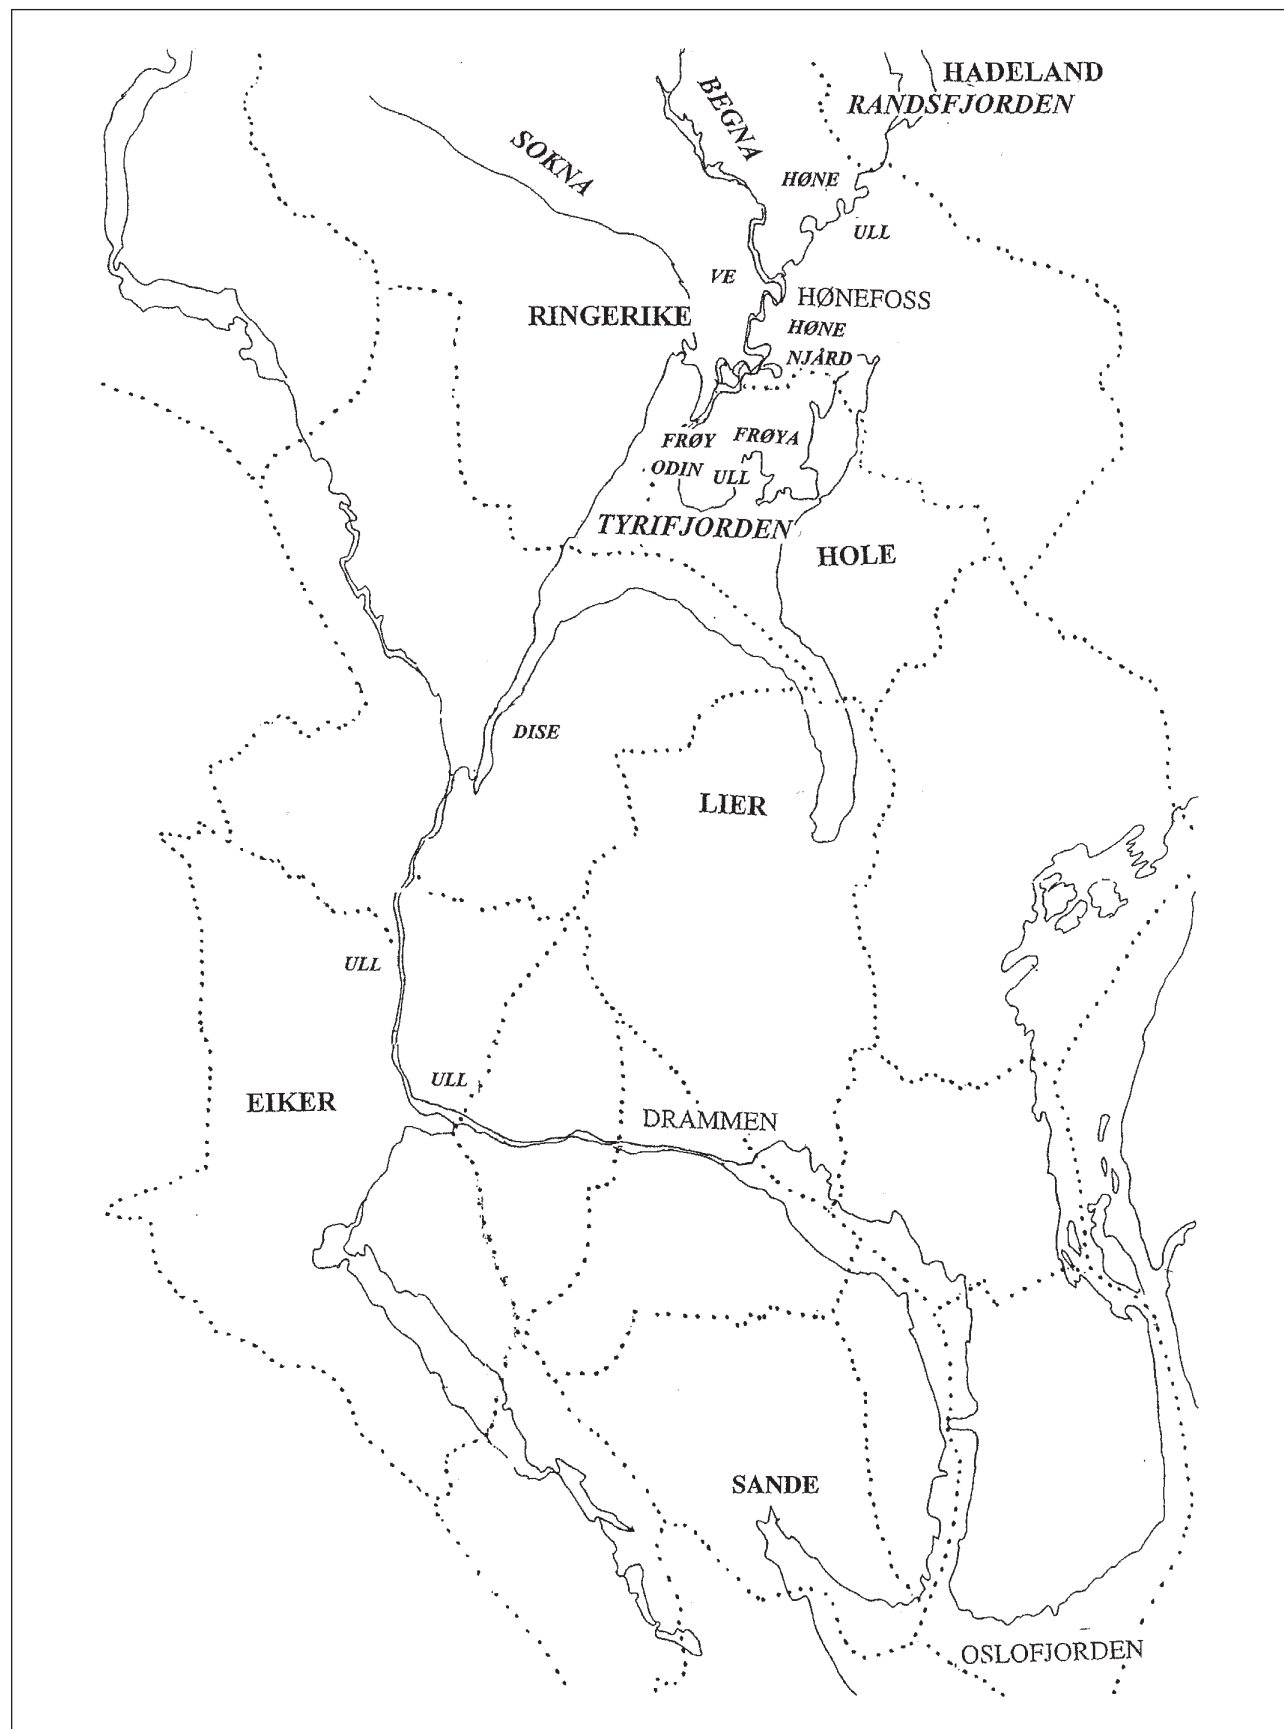 HADELAND
RANDSFJORDEN
BEGNA
SOKNA
HØNE
ULL
VE
HØNEFOSS
RINGERIKE
HØNE
NJÅRD
FRØY
FRØYA
ODIN
ULL
TYRIFJORDEN
HOLE
DISE
LIER
ULL
ULL
EIKER
DRAMMEN
SANDE
OSLOFJORDEN